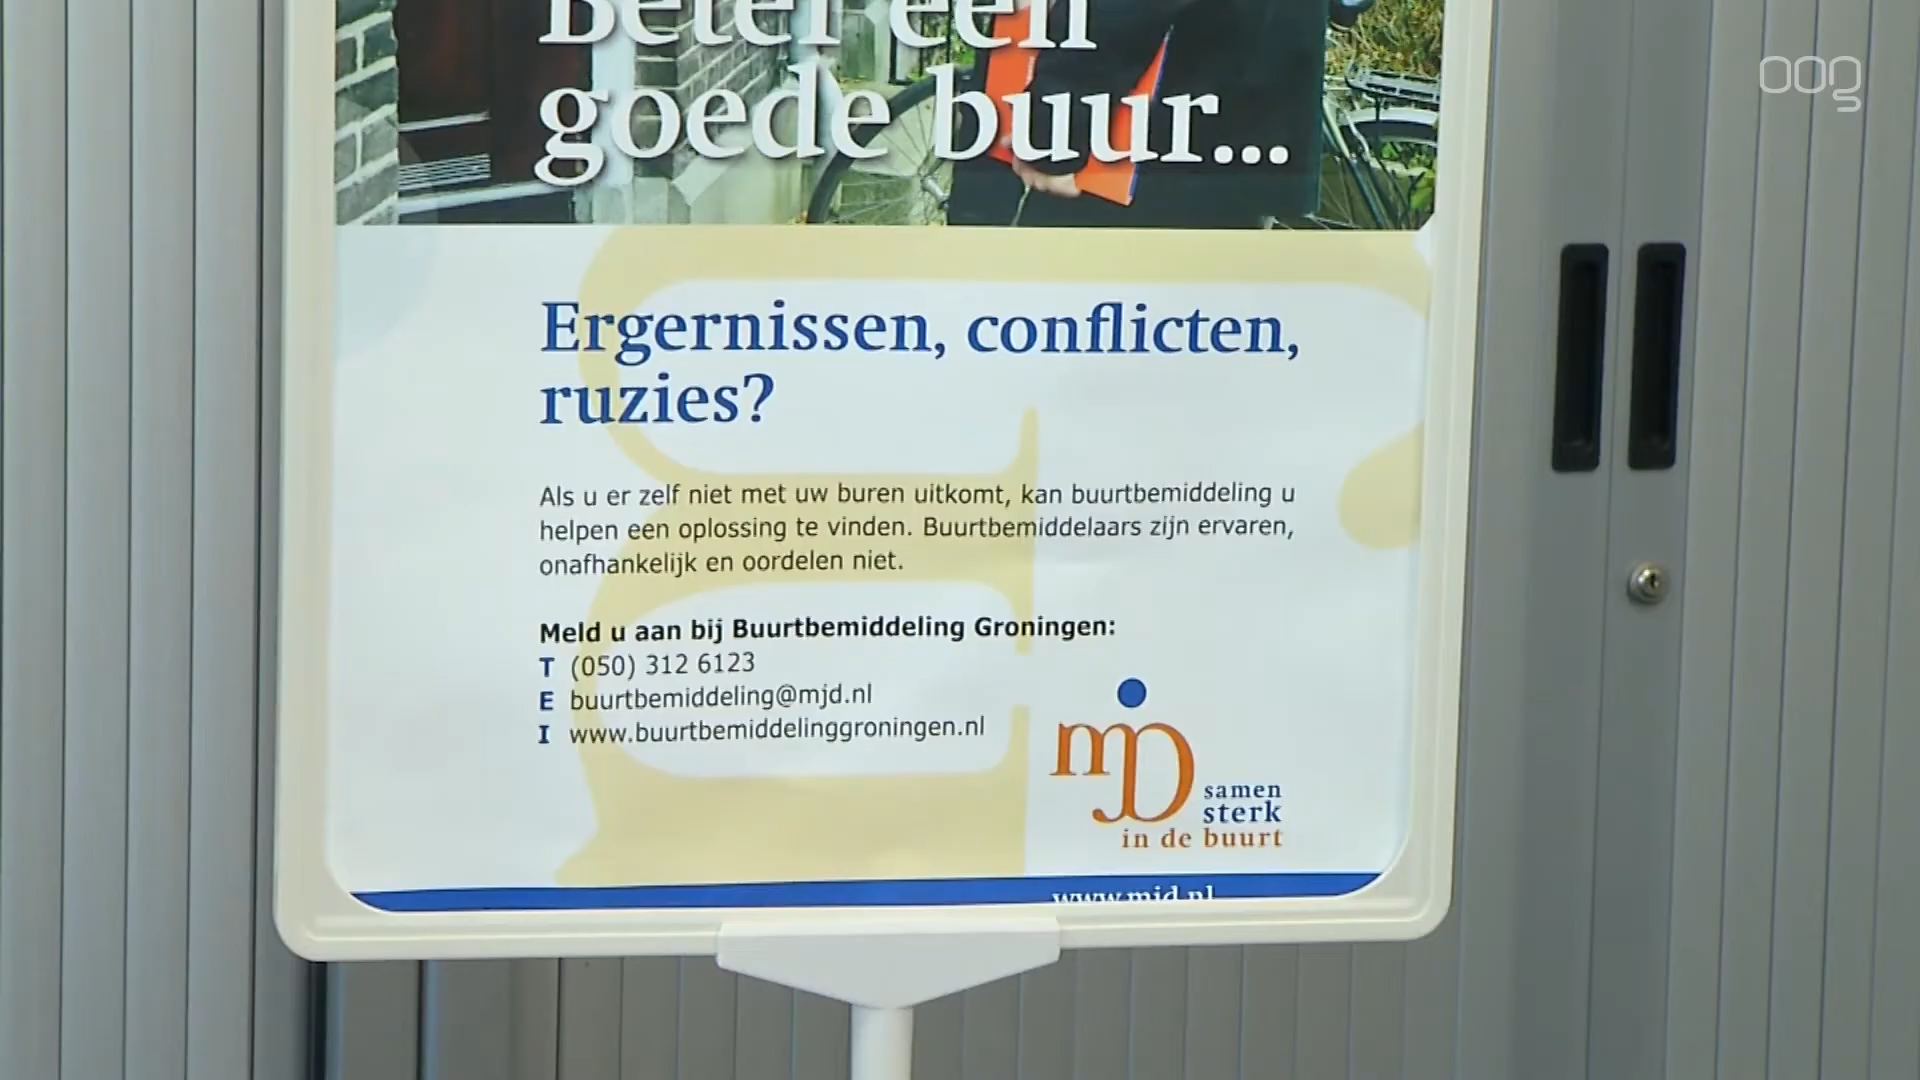 Beter een
goede buur...
oog
Ergernissen, conflicten,
ruzies?
Als u er zelf niet met uw buren uitkomt, kan buurtbemiddeling u
helpen een oplossing te vinden. Buurtbemiddelaars zijn ervaren,
onafhankelijk en oordelen niet.
Meld u aan bij Buurtbemiddeling Groningen:
T (050) 312 6123
E buurtbemiddeling@mjd.nl
I www.buurtbemiddelinggroningen.nl
mjD
samen
sterk
in de buurt
www.mjd.nl